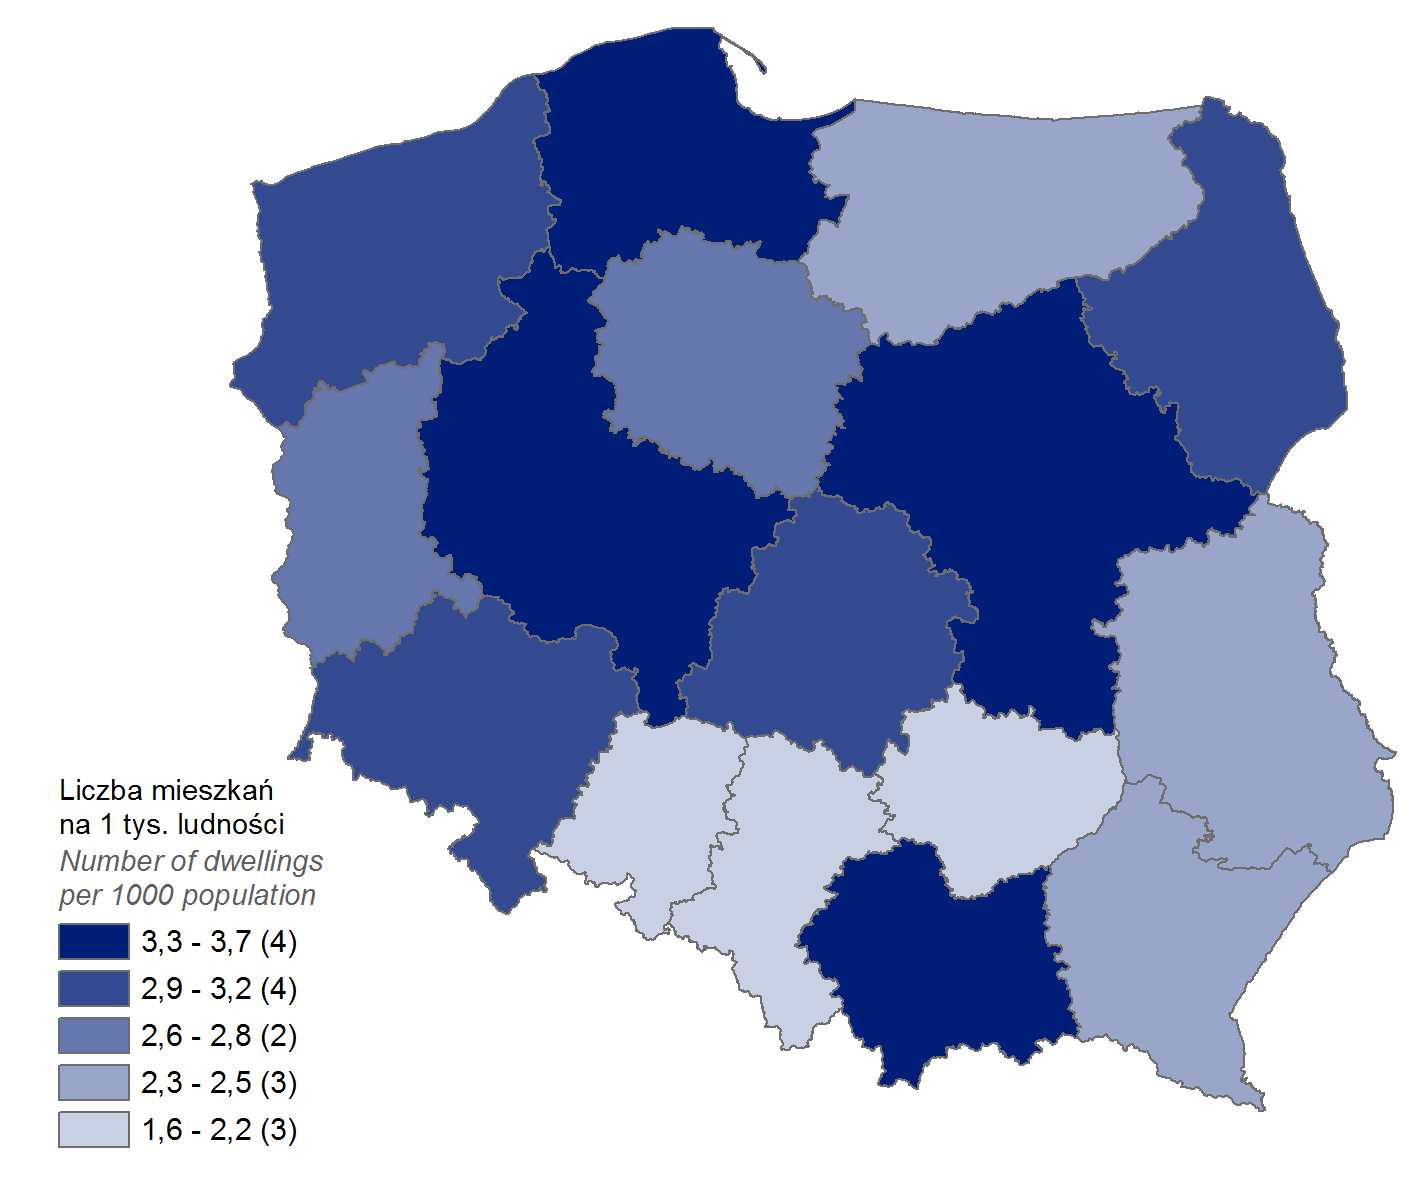 Liczba mieszkań
na 1 tys. ludności
Number of dwellings
per 1000 population
3,3 - 3,7 (4)
2,9 - 3,2 (4)
2,6 - 2,8 (2)
2,3 - 2,5 (3)
1,6 - 2,2 (3)